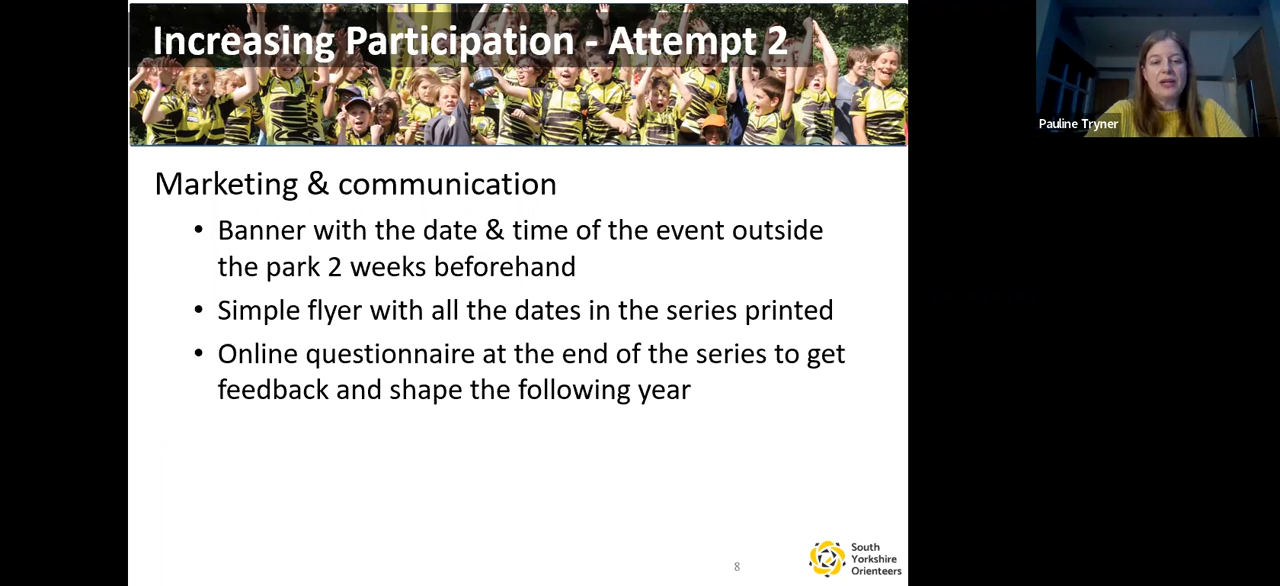 Increasing Participation - Attempt 2
Pauline Tryner
Marketing & communication
• Banner with the date & time of the event outside
the park 2 weeks beforehand
• Simple flyer with all the dates in the series printed
• Online questionnaire at the end of the series to get
feedback and shape the following year
8
South
Yorkshire
Orienteers